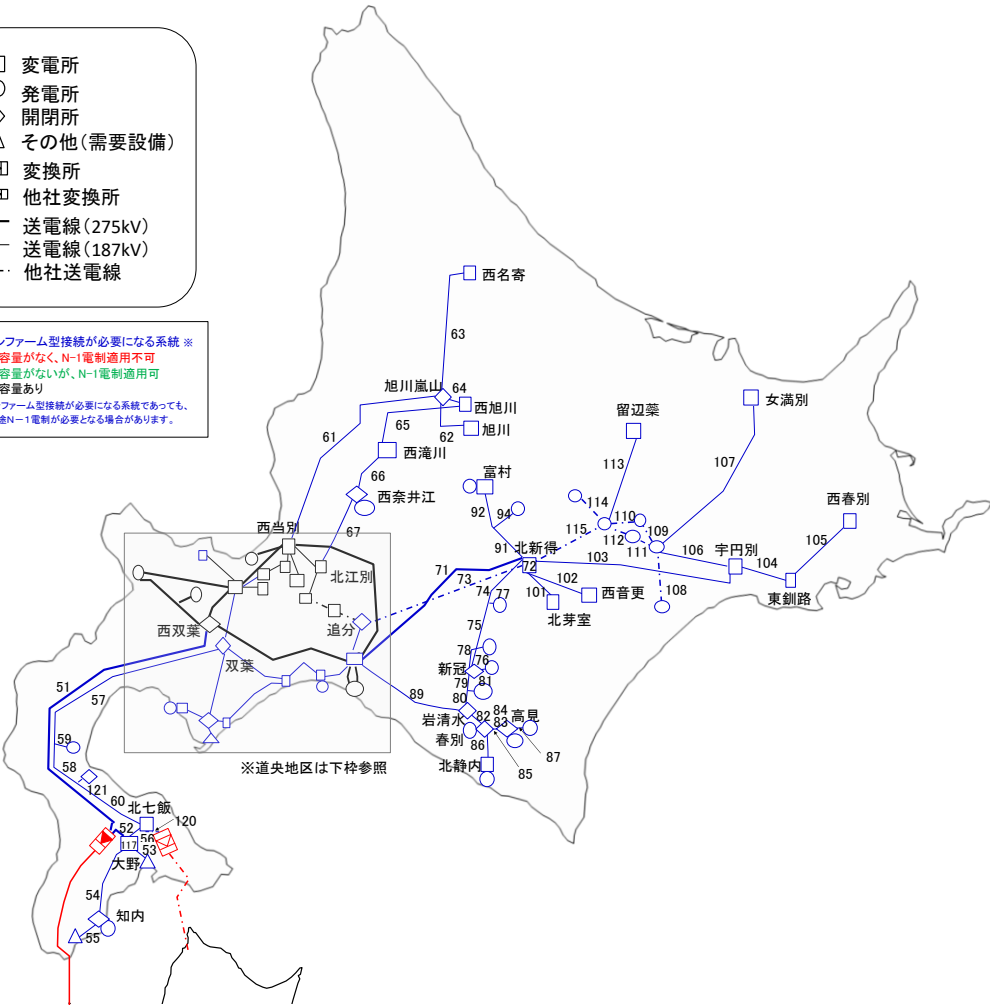 変電所
発電所
開閉所
その他(需要設備)
変換所
他社変換所
送電線(275kV)
送電線(187kV)
他社送電線
ンファーム型接続が必要になる系統 ※
容量がなく、N-1電制適用不可
容量がないが、N-1電制適用可
容量あり
ファーム型接続が必要になる系統であっても、
途N-1電制が必要となる場合があります。
西名寄
63
旭川嵐山
64
西旭川
61
65
62
旭川
西滝川
66
西奈井江
67
女満別
留辺蘂
113
107
富村
92
94
114
110
115
112
109
111
西春別
105
西当別
北江別
追分
西双葉
双葉
71
73
91
北新得
72
103
106
宇円別
104
東釧路
108
102
101
西音更
北芽室
74
77
75
78
76
新冠
79
81
80
89
岩清水
82
84
83
高見
春別
86
87
85
北静内
※道央地区は下枠参照
51
57
59
58
121
60
北七飯
120
52
56
117
53
大野
54
知内
55